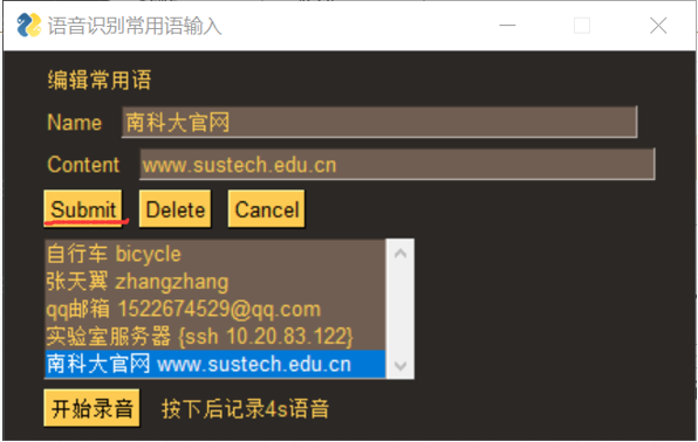 语音识别常用语输入
编辑常用语
Name 南科大官网
Content www.sustech.edu.cn
Submit Delete Cancel
自行车 bicycle
张天翼 zhangzhang
qq邮箱 1522674529@qq.com
实验室服务器 {ssh 10.20.83.122}
南科大官网 www.sustech.edu.cn
开始录音 按下后记录4s语音